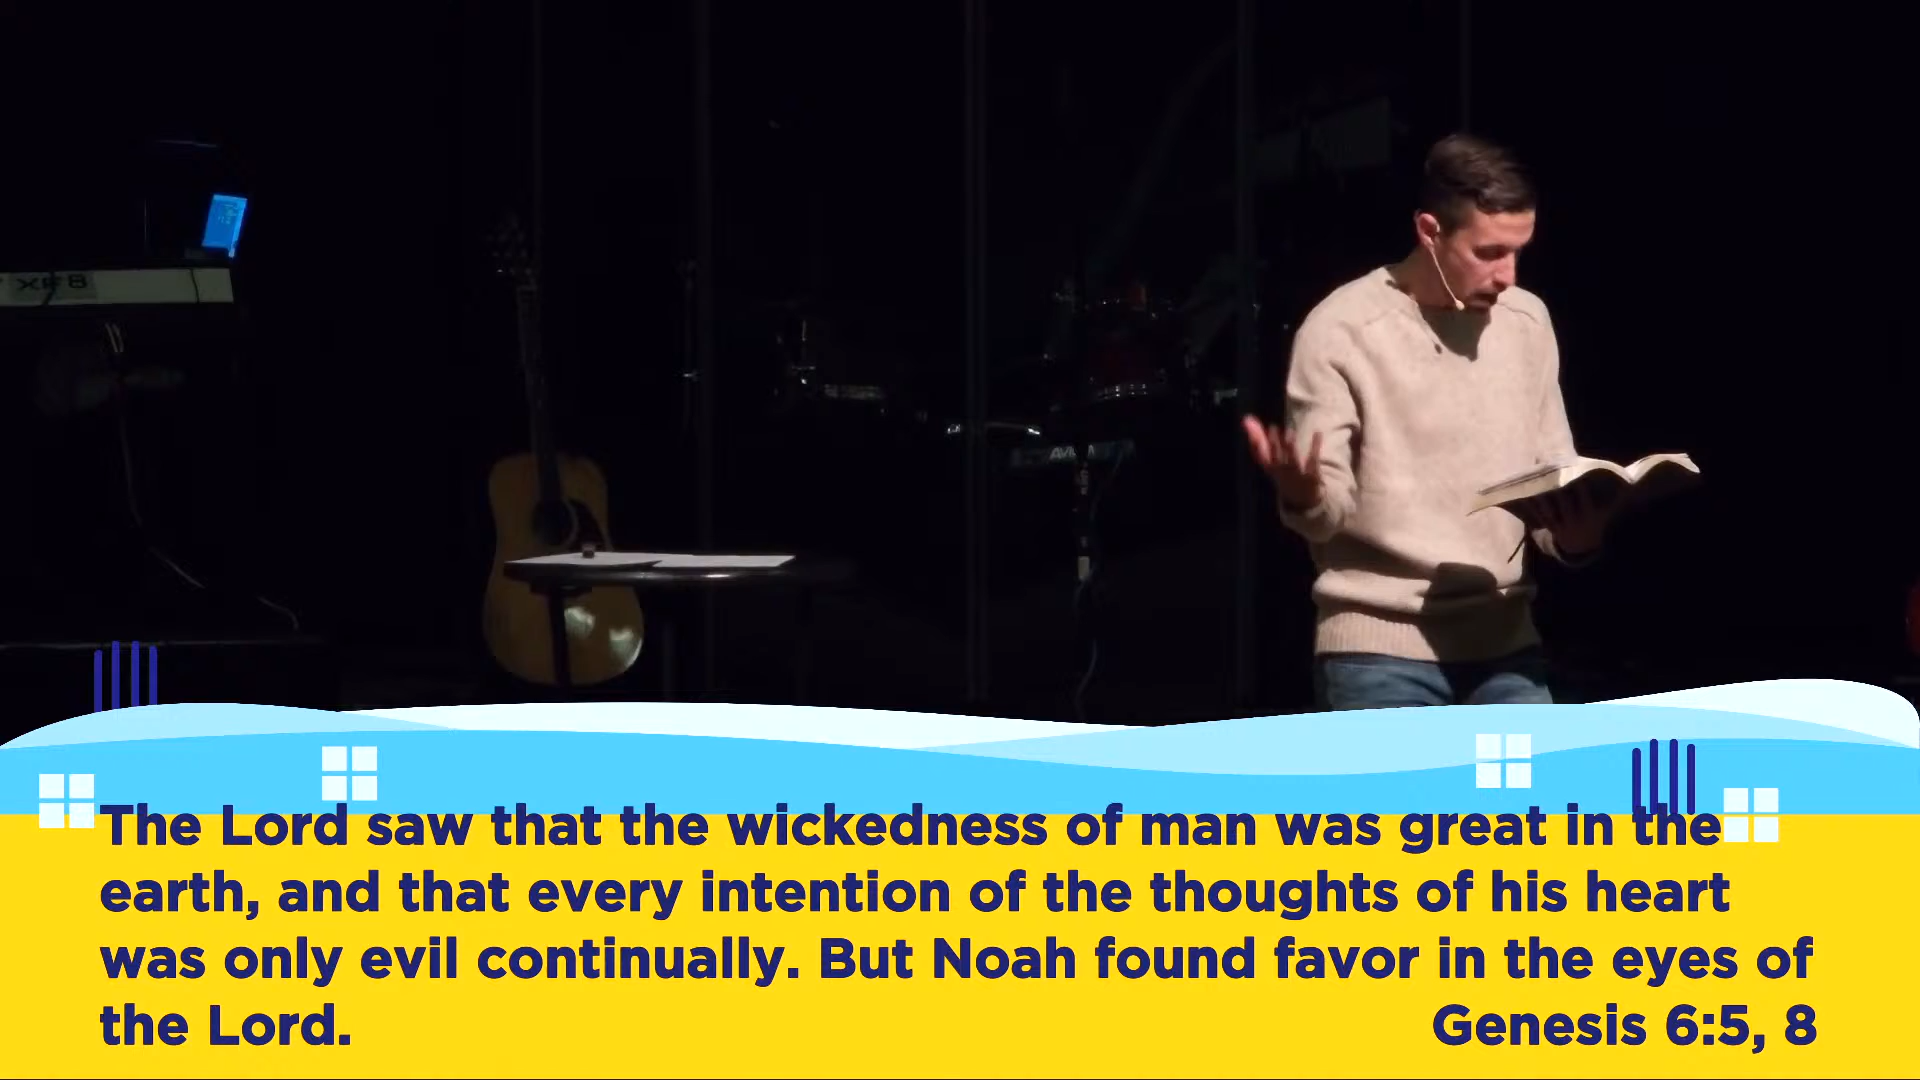 XF8
The Lord saw that the wickedness of man was great in the
earth, and that every intention of the thoughts of his heart
was only evil continually. But Noah found favor in the eyes of
the Lord.
Genesis 6:5, 8